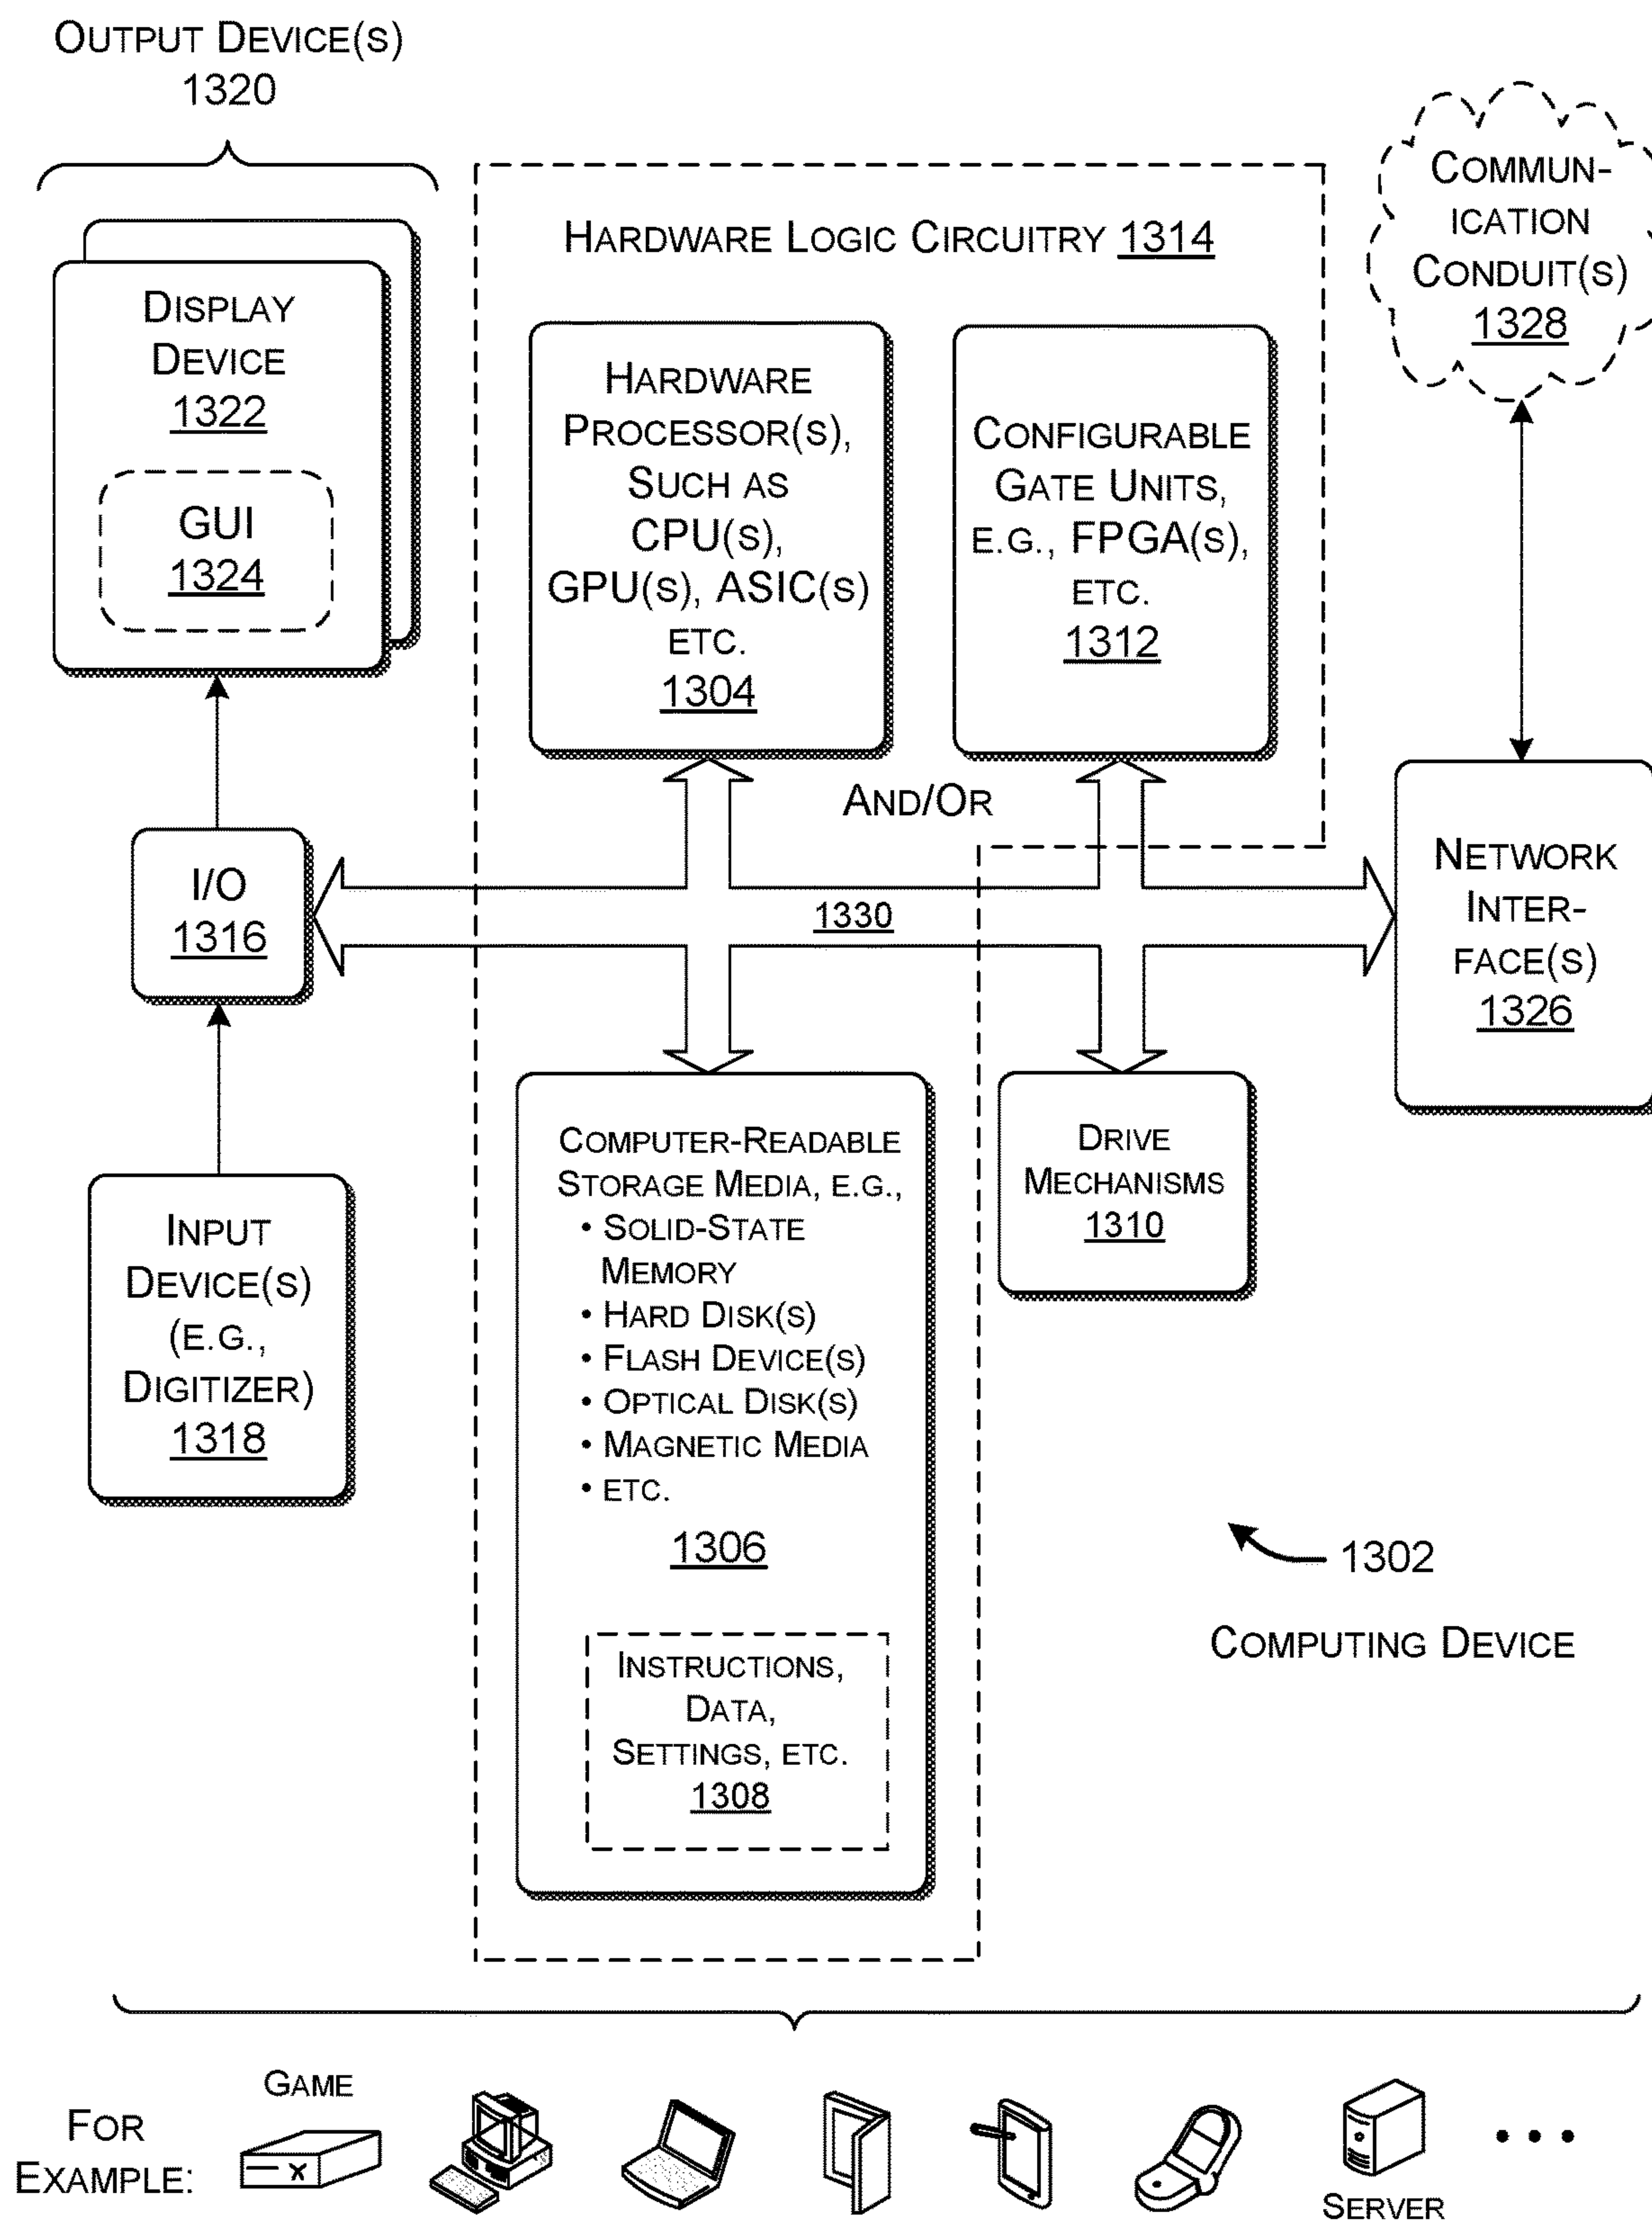 OUTPUT DEVICE(S)
1320
DISPLAY
DEVICE
1322
GUI
1324
HARDWARE LOGIC CIRCUITRY 1314
HARDWARE
PROCESSOR(S),
SUCH AS
CPU(S),
GPU(S), ASIC(S)
ETC.
1304
CONFIGURABLE
GATE UNITS,
E.G., FPGA(S),
ETC.
1312
COMMUN-
ICATION
CONDUIT(S)
1328
AND/OR
I/O
1316
1330
NETWORK
INTER-
FACE(S)
1326
INPUT
DEVICE(S)
(E.G.,
DIGITIZER)
1318
COMPUTER-READABLE
STORAGE MEDIA, E.G.,
• SOLID-STATE
MEMORY
• HARD DISK(S)
• FLASH DEVICE(S)
• OPTICAL DISK(S)
• MAGNETIC MEDIA
• ETC.
1306
INSTRUCTIONS,
DATA,
SETTINGS, ETC.
1308
DRIVE
MECHANISMS
1310
1302
COMPUTING DEVICE
FOR
EXAMPLE:
GAME
X
SERVER
• • •